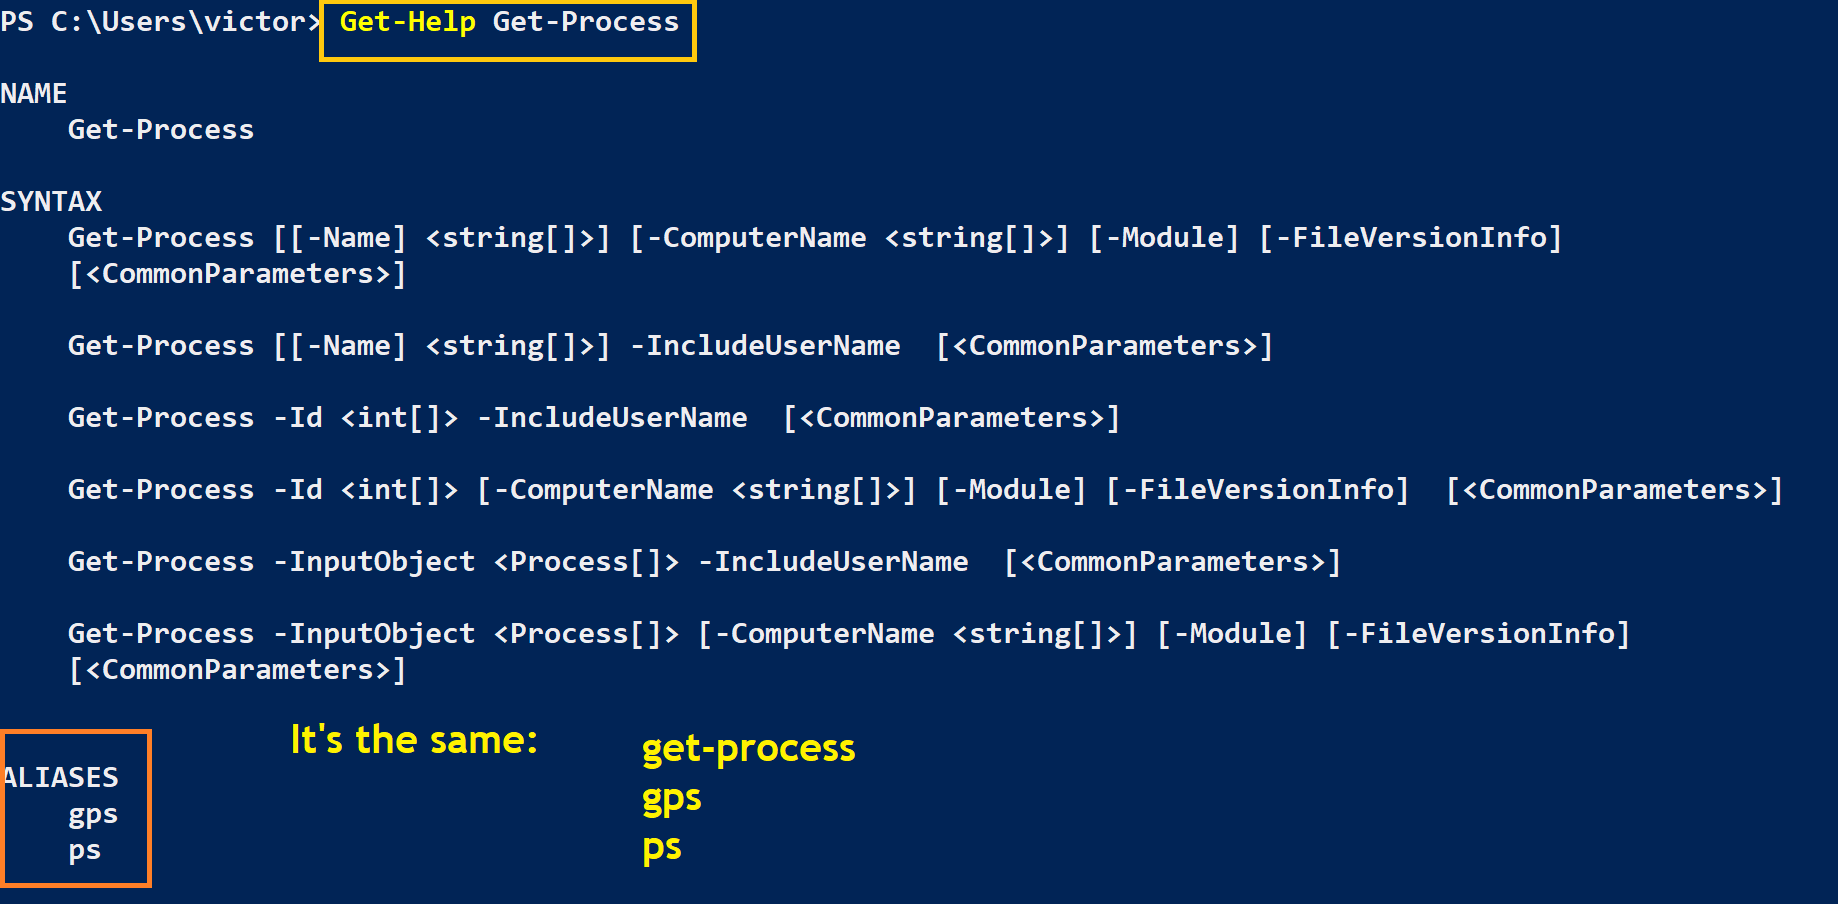 PS C:\Users\victor> Get-Help Get-Process
NAME
Get-Process
SYNTAX
Get-Process [[-Name] <string[]>] [-ComputerName <string[]>] [-Module] [-FileVersionInfo]
[<CommonParameters>]
Get-Process [[-Name] <string[]>] -IncludeUserName  [<CommonParameters>]
Get-Process -Id <int[]> -IncludeUserName  [<CommonParameters>]
Get-Process -Id <int[]> [-ComputerName <string[]>] [-Module] [-FileVersionInfo]  [<CommonParameters>]
Get-Process -InputObject <Process[]> -IncludeUserName  [<CommonParameters>]
Get-Process -InputObject <Process[]> [-ComputerName <string[]>] [-Module] [-FileVersionInfo]
[<CommonParameters>]
ALIASES
gps
ps
It's the same:
get-process
gps
ps